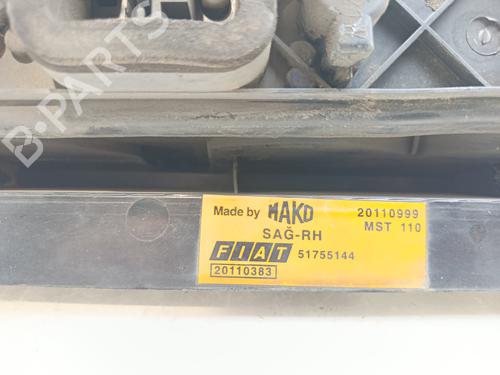 B-PARTS
Made by MAKO 20110999
SAĞ-RH MST 110
FIAT 51755144
20110383